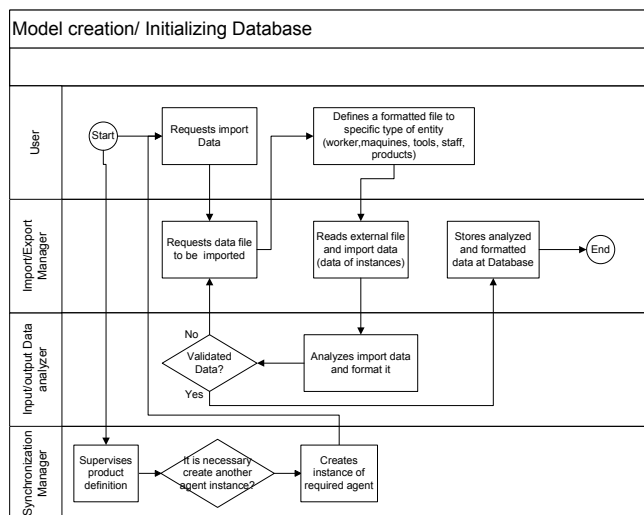 Model creation/ Initializing Database
User
Start
Requests import
Data
Defines a formatted file to
specific type of entity
(worker,maquines, tools, staff,
products)
Import/Export
Manager
Requests data file
to be imported
Reads external file
and import data
(data of instances)
Stores analyzed
and formatted
data at Database
End
Input/output Data
analyzer
No
Validated
Data?
Yes
Analyzes import data
and format it
Synchronization
Manager
Supervises
product
definition
It is necessary
create another
agent instance?
Creates
instance of
required agent